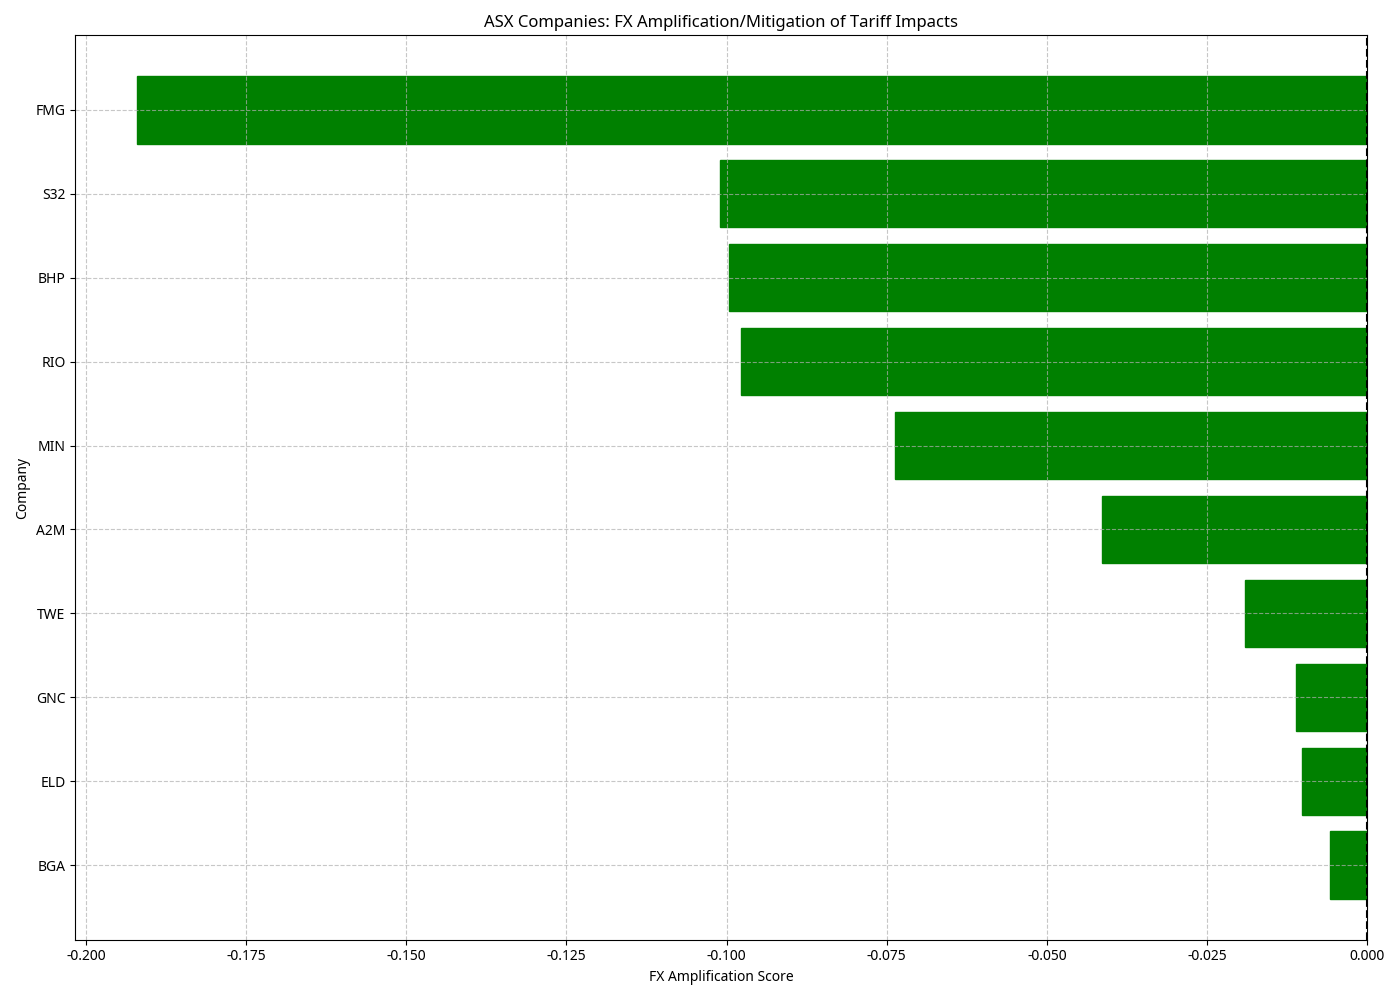 ASX Companies: FX Amplification/Mitigation of Tariff Impacts
Company
FMG
S32
BHP
RIO
MIN
A2M
TWE
GNC
ELD
BGA
-0.200 -0.175 -0.150 -0.125 -0.100 -0.075 -0.050 -0.025 0.000
FX Amplification Score